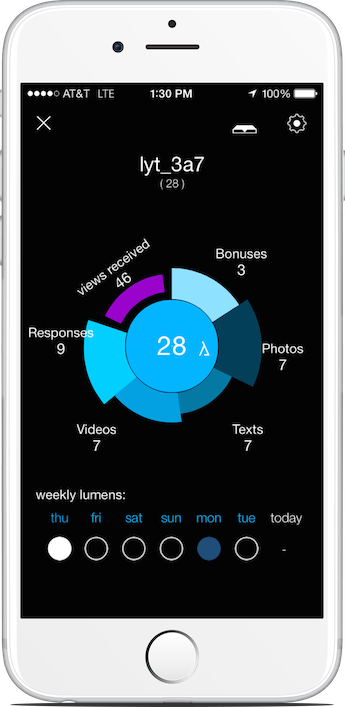 AT&T LTE 1:30 PM 100%
lyt_3a7
( 28 )
views received
46
Bonuses
3
Responses
9
28 λ
Photos
7
Videos
7
Texts
7
weekly lumens:
thu fri sat sun mon tue today
-